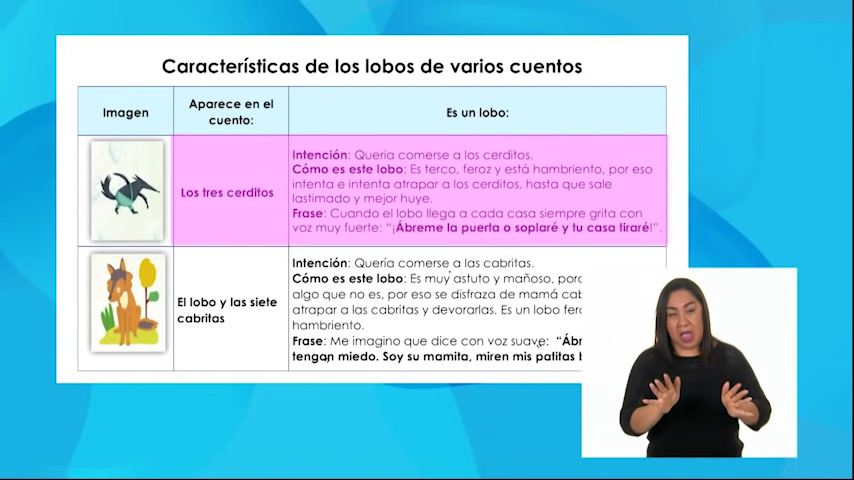 Características de los lobos de varios cuentos
Imagen
Aparece en el
cuento:
Es un lobo:
Los tres cerditos
Intención: Quería comerse a los cerditos.
Cómo es este lobo: Es terco, feroz y está hambriento, por eso
intenta e intenta atrapar a los cerditos, hasta que sale
lastimado y mejor huye.
Frase: Cuando el lobo llega a cada casa siempre grita con
voz muy fuerte: "¡Ábreme la puerta o soplaré y tu casa tiraré!".
El lobo y las siete
cabritas
Intención: Quería comerse a las cabritas.
Cómo es este lobo: Es muy astuto y mañoso,
algo que no es, por eso se disfraza de mamá
atrapar a las cabritas y devorarlas. Es un lobo
hambriento.
Frase: Me imagino que dice con voz suave:
tengan miedo. Soy su mamita, miren mis patitas